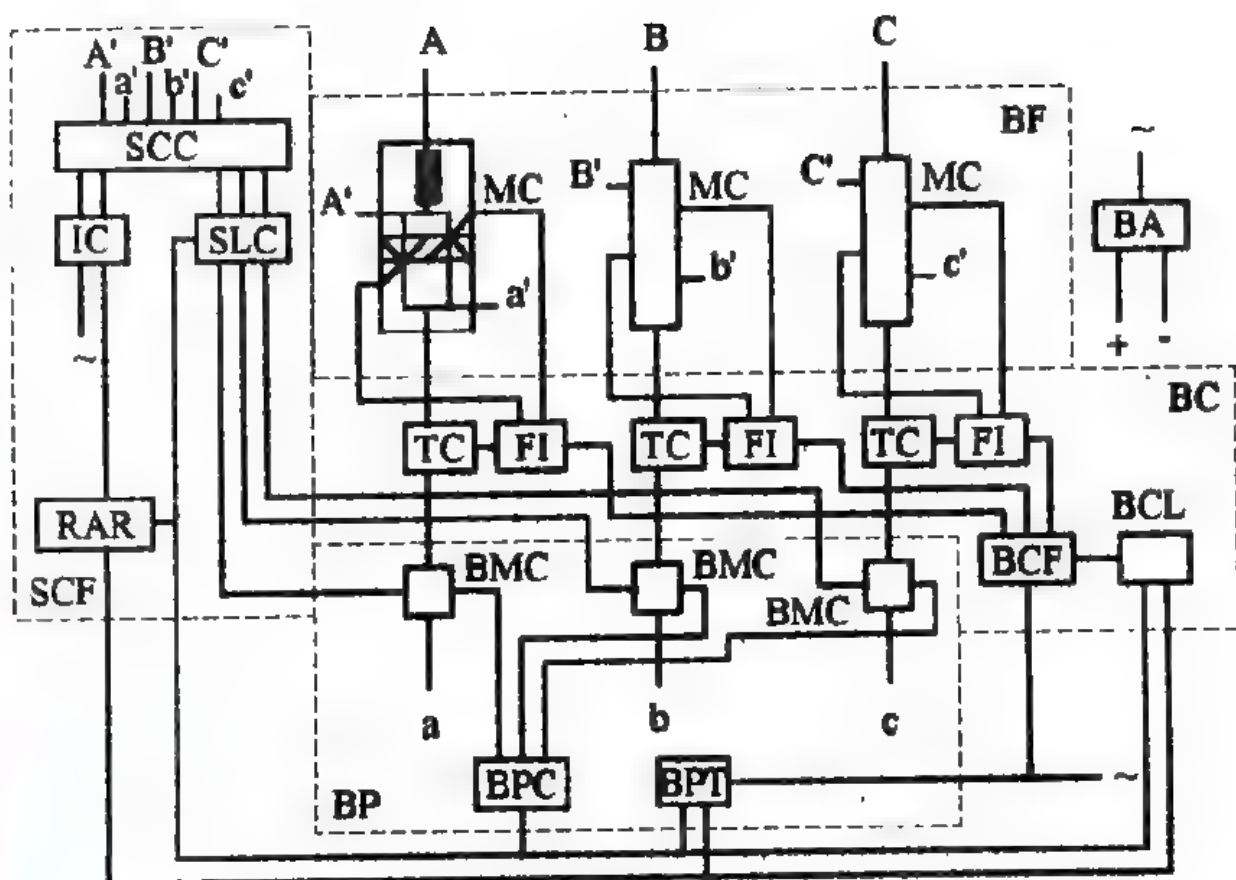 A' B' C'
a' b' c'
SCC
IC SLC
~
RAR
SCF
A B C
BF
A' MC a'
B' MC b'
C' MC c'
~
BA
+ -
BC
TC FI TC FI TC FI
BCL
BCF
BMC BMC BMC
a b c
BPC BPT ~
BP